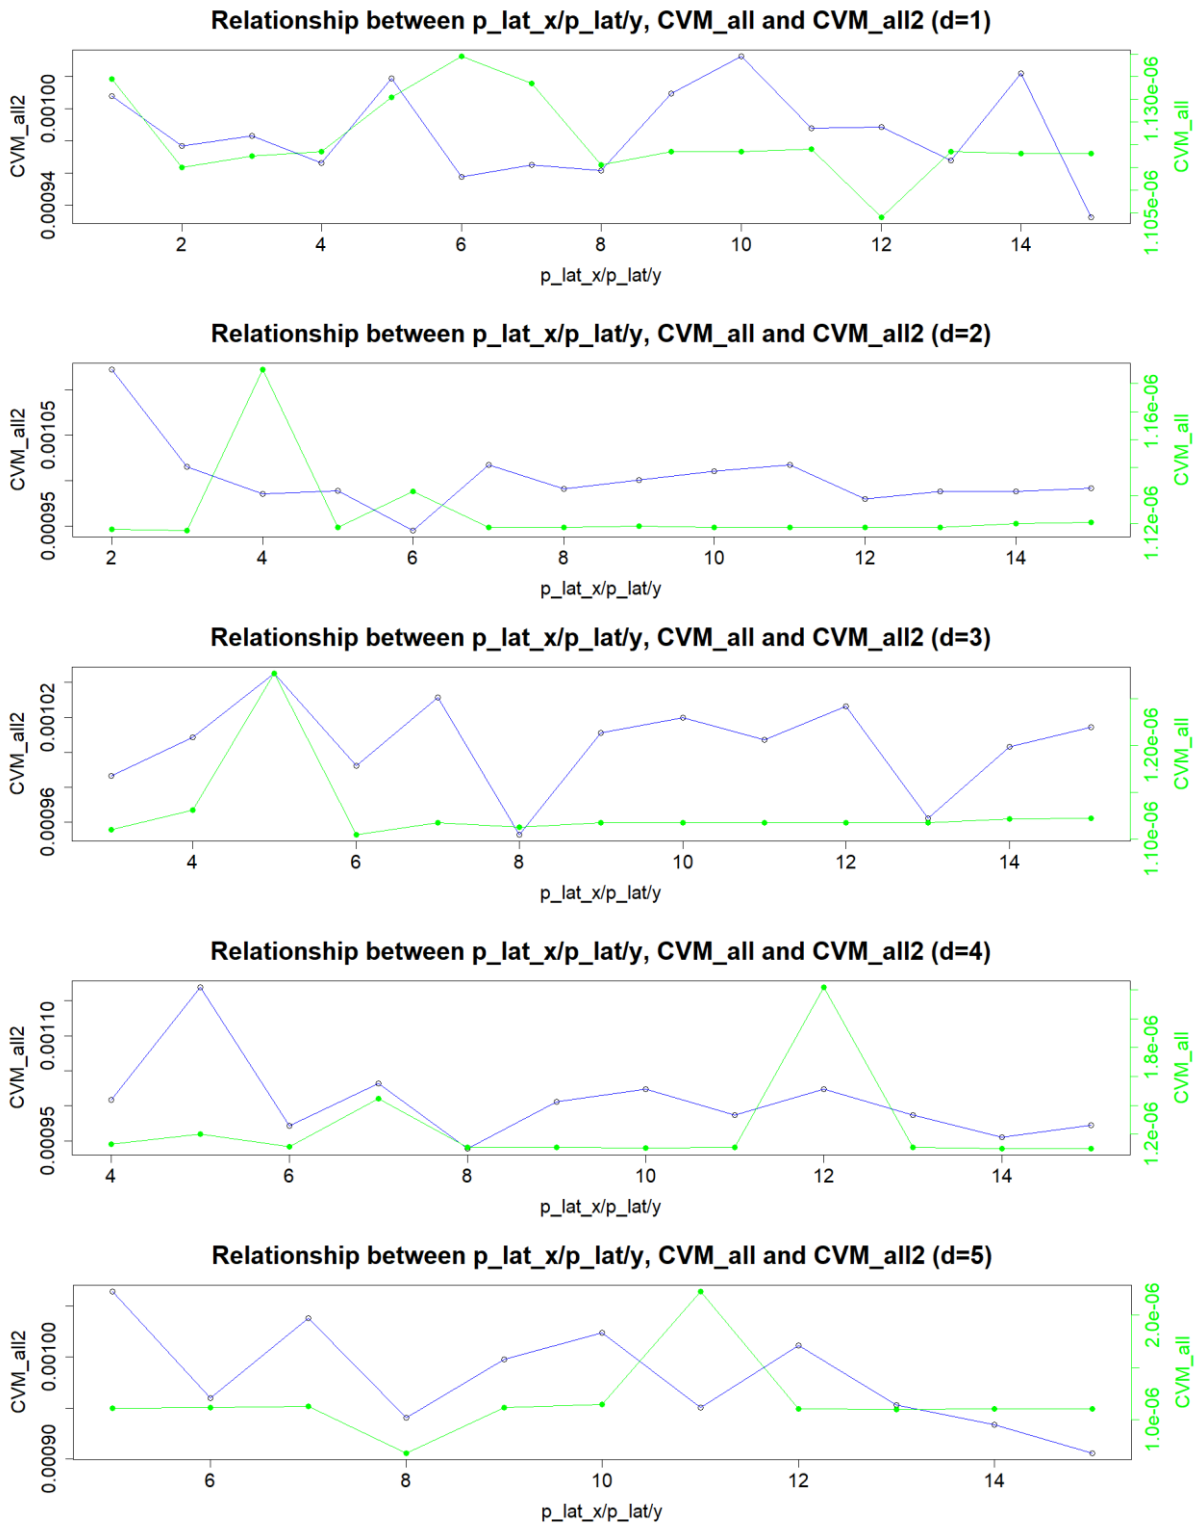 Relationship between p_lat_x/p_lat/y, CVM_all and CVM_all2 (d=1)
CVM_all2
0.00100
0.00094
1.130e-06
1.105e-06
CVM_all
2 4 6 8 10 12 14
p_lat_x/p_lat/y
Relationship between p_lat_x/p_lat/y, CVM_all and CVM_all2 (d=2)
CVM_all2
0.00105
0.00095
1.16e-06
1.12e-06
CVM_all
2 4 6 8 10 12 14
p_lat_x/p_lat/y
Relationship between p_lat_x/p_lat/y, CVM_all and CVM_all2 (d=3)
CVM_all2
0.00102
0.00096
1.20e-06
1.10e-06
CVM_all
4 6 8 10 12 14
p_lat_x/p_lat/y
Relationship between p_lat_x/p_lat/y, CVM_all and CVM_all2 (d=4)
CVM_all2
0.00110
0.00095
1.8e-06
1.2e-06
CVM_all
4 6 8 10 12 14
p_lat_x/p_lat/y
Relationship between p_lat_x/p_lat/y, CVM_all and CVM_all2 (d=5)
CVM_all2
0.00100
0.00090
2.0e-06
1.0e-06
CVM_all
6 8 10 12 14
p_lat_x/p_lat/y